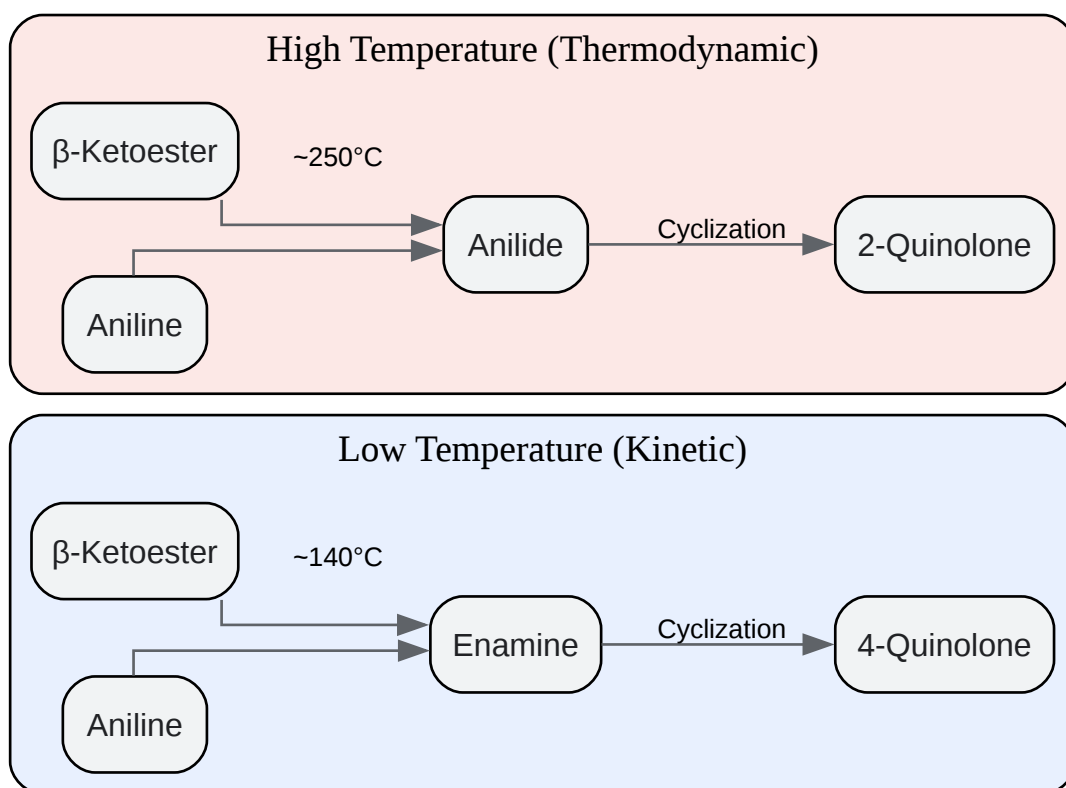 High Temperature (Thermodynamic)
β-Ketoester
~250°C
Anilide
Cyclization
2-Quinolone
Aniline
Low Temperature (Kinetic)
β-Ketoester
~140°C
Enamine
Cyclization
4-Quinolone
Aniline